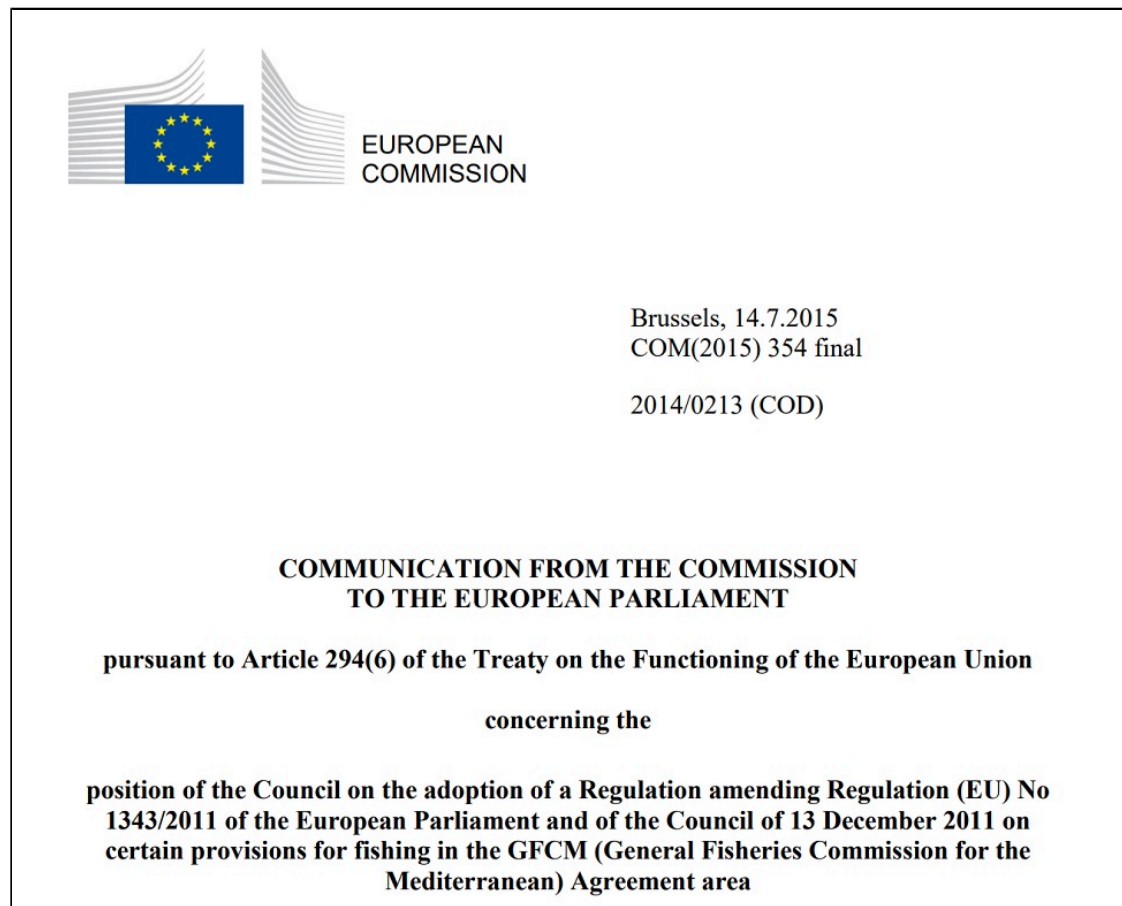 EUROPEAN
COMMISSION
Brussels, 14.7.2015
COM(2015) 354 final
2014/0213 (COD)
COMMUNICATION FROM THE COMMISSION
TO THE EUROPEAN PARLIAMENT
pursuant to Article 294(6) of the Treaty on the Functioning of the European Union
concerning the
position of the Council on the adoption of a Regulation amending Regulation (EU) No
1343/2011 of the European Parliament and of the Council of 13 December 2011 on
certain provisions for fishing in the GFCM (General Fisheries Commission for the
Mediterranean) Agreement area